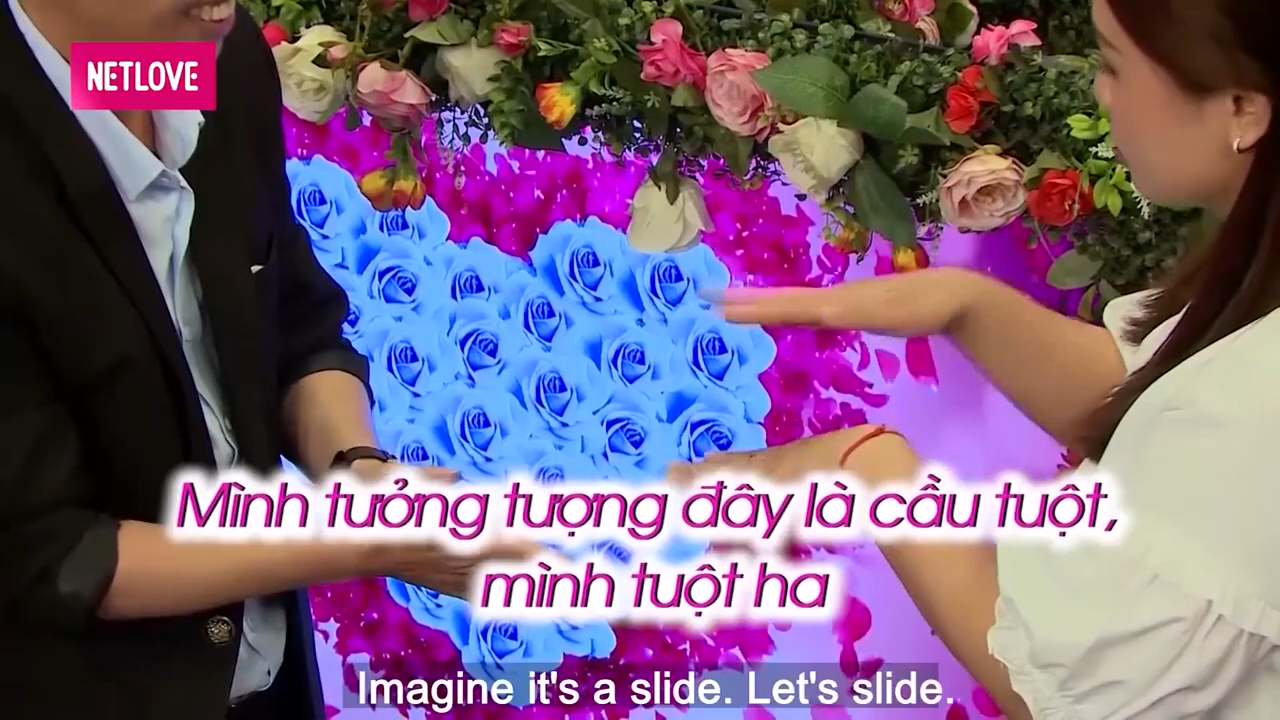 NETLOVE
Mình tưởng tượng đây là cầu tuột,
mình tuột ha
Imagine it's a slide. Let's slide.